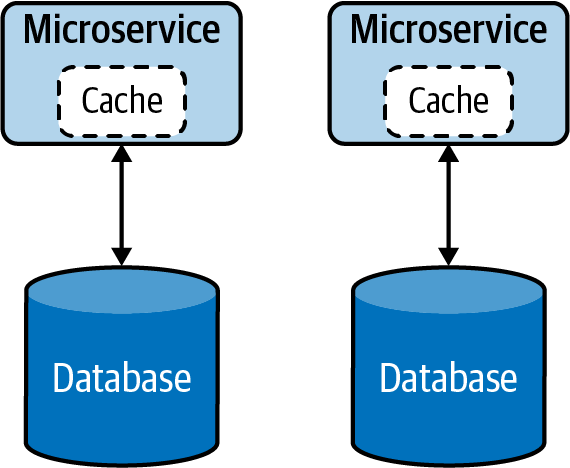 Microservice
Cache
Database
Microservice
Cache
Database